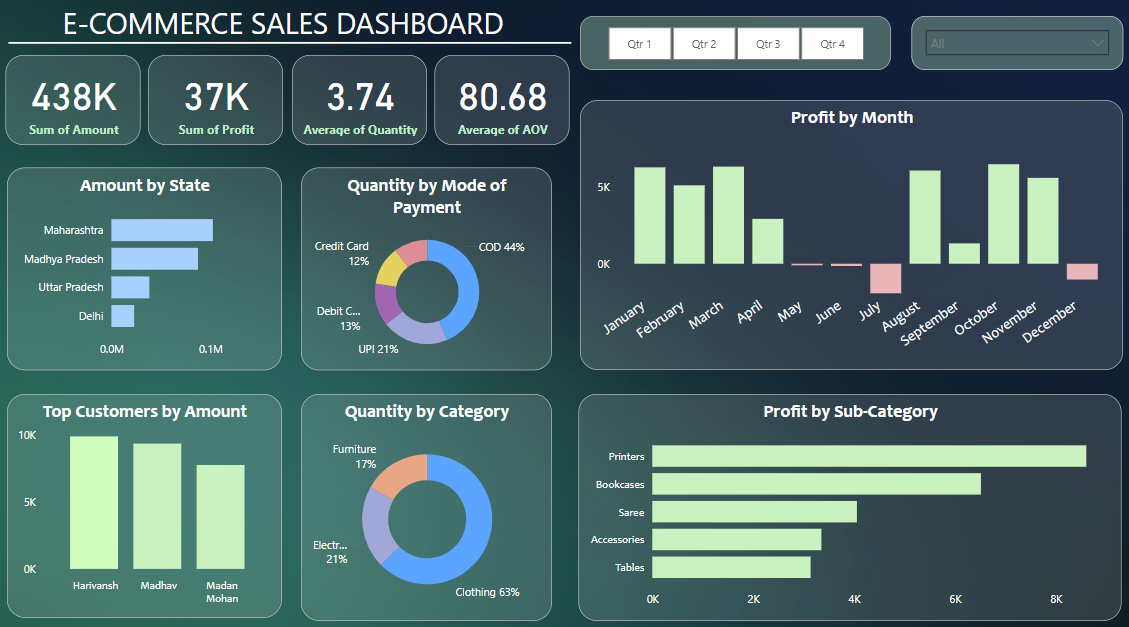 E-COMMERCE SALES DASHBOARD
Qtr 1
Qtr 2
Qtr 3
Qtr 4
All
438K
Sum of Amount
37K
Sum of Profit
3.74
Average of Quantity
80.68
Average of AOV
Profit by Month
5K
0K
January
February
March
April
May
June
July
August
September
October
November
December
Amount by State
Maharashtra
Madhya Pradesh
Uttar Pradesh
Delhi
0.0M
0.1M
Quantity by Mode of
Payment
Credit Card
12%
COD 44%
Debit C...
13%
UPI 21%
Top Customers by Amount
10K
5K
0K
Harivansh
Madhav
Madan
Mohan
Quantity by Category
Furniture
17%
Electr...
21%
Clothing 63%
Profit by Sub-Category
Printers
Bookcases
Saree
Accessories
Tables
0K
2K
4K
6K
8K